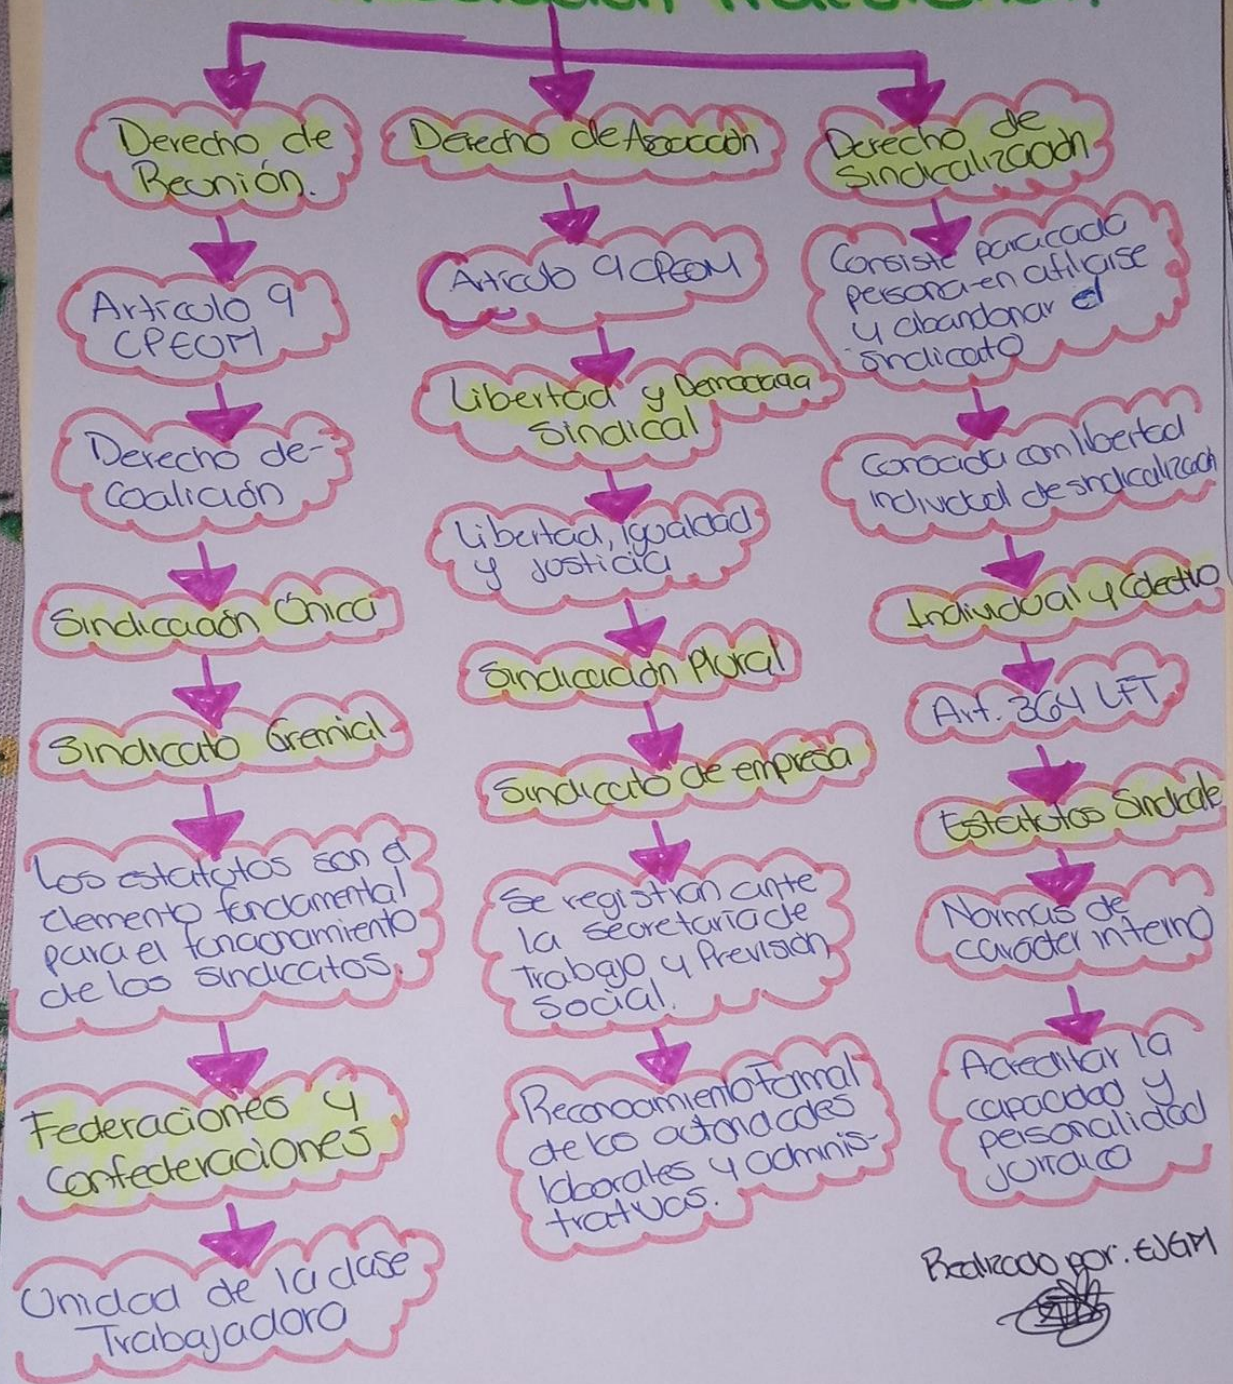 Derecho de
Reunión.
Artículo 9
CPEUM
Derecho de-
Coalición
Sindicación Única
Sindicato Gremial
Los estatutos son el
elemento fundamental
para el funcionamiento
de los sindicatos.
Federaciones y
Confederaciones
Unidad de la clase
Trabajadora
Derecho de Asociación
Artículo 9 CPEUM
Libertad y Democracia
Sindical
Libertad, Igualdad
y Justicia
Sindicación Plural
Sindicato de empresa
Se registran ante
la secretaría de
Trabajo y Previsión
Social.
Reconocimiento Formal
de las autoridades
laborales y adminis-
trativas.
Derecho de
Sindicalización
Consiste para cada
persona en afiliarse
y abandonar el
sindicato
Conocida com libertad
individual de sindicalización
Individual y Colectivo
Art. 364 LFT
Estatutos Sindicale
Normas de
carácter interno
Acreditar la
capacidad y
personalidad
jurídica
Realizado por: EJGM